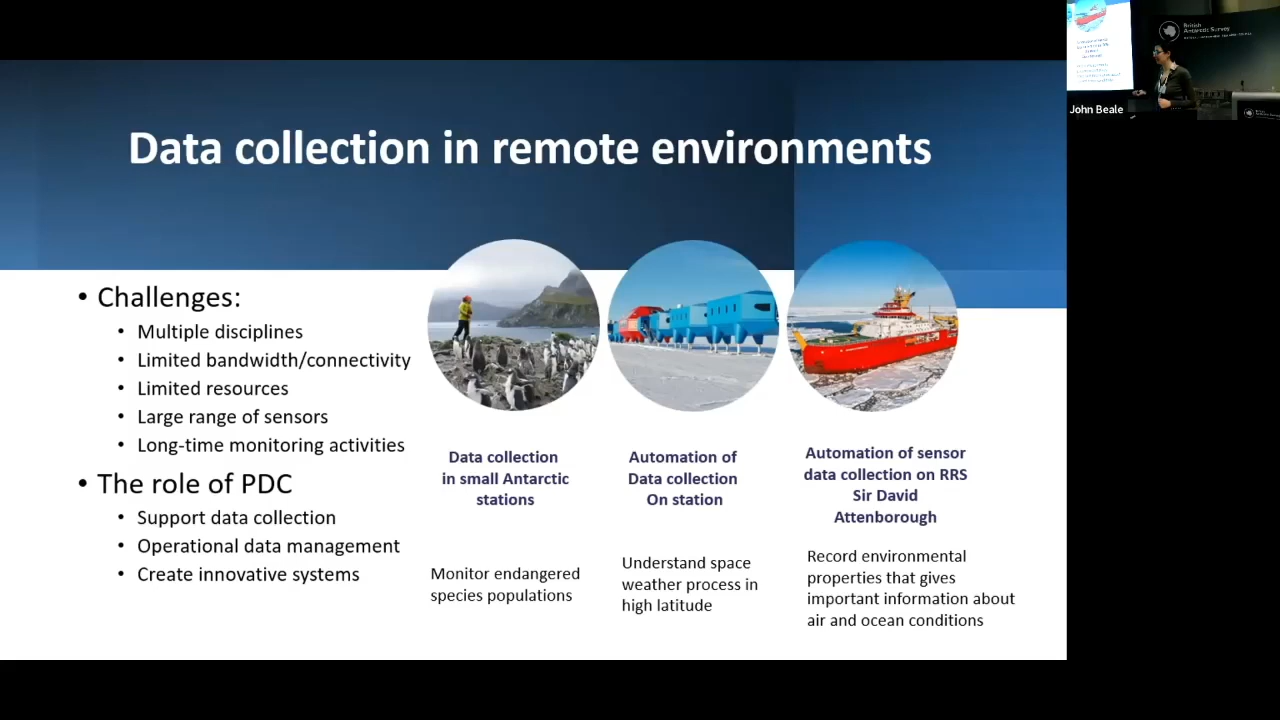 Data collection in remote environments
• Challenges:
• Multiple disciplines
• Limited bandwidth/connectivity
• Limited resources
• Large range of sensors
• Long-time monitoring activities
• The role of PDC
• Support data collection
• Operational data management
• Create innovative systems
Data collection
in small Antarctic
stations
Monitor endangered
species populations
Automation of
Data collection
On station
Understand space
weather process in
high latitude
Automation of sensor
data collection on RRS
Sir David
Attenborough
Record environmental
properties that gives
important information about
air and ocean conditions
British
Antarctic Survey
John Beale